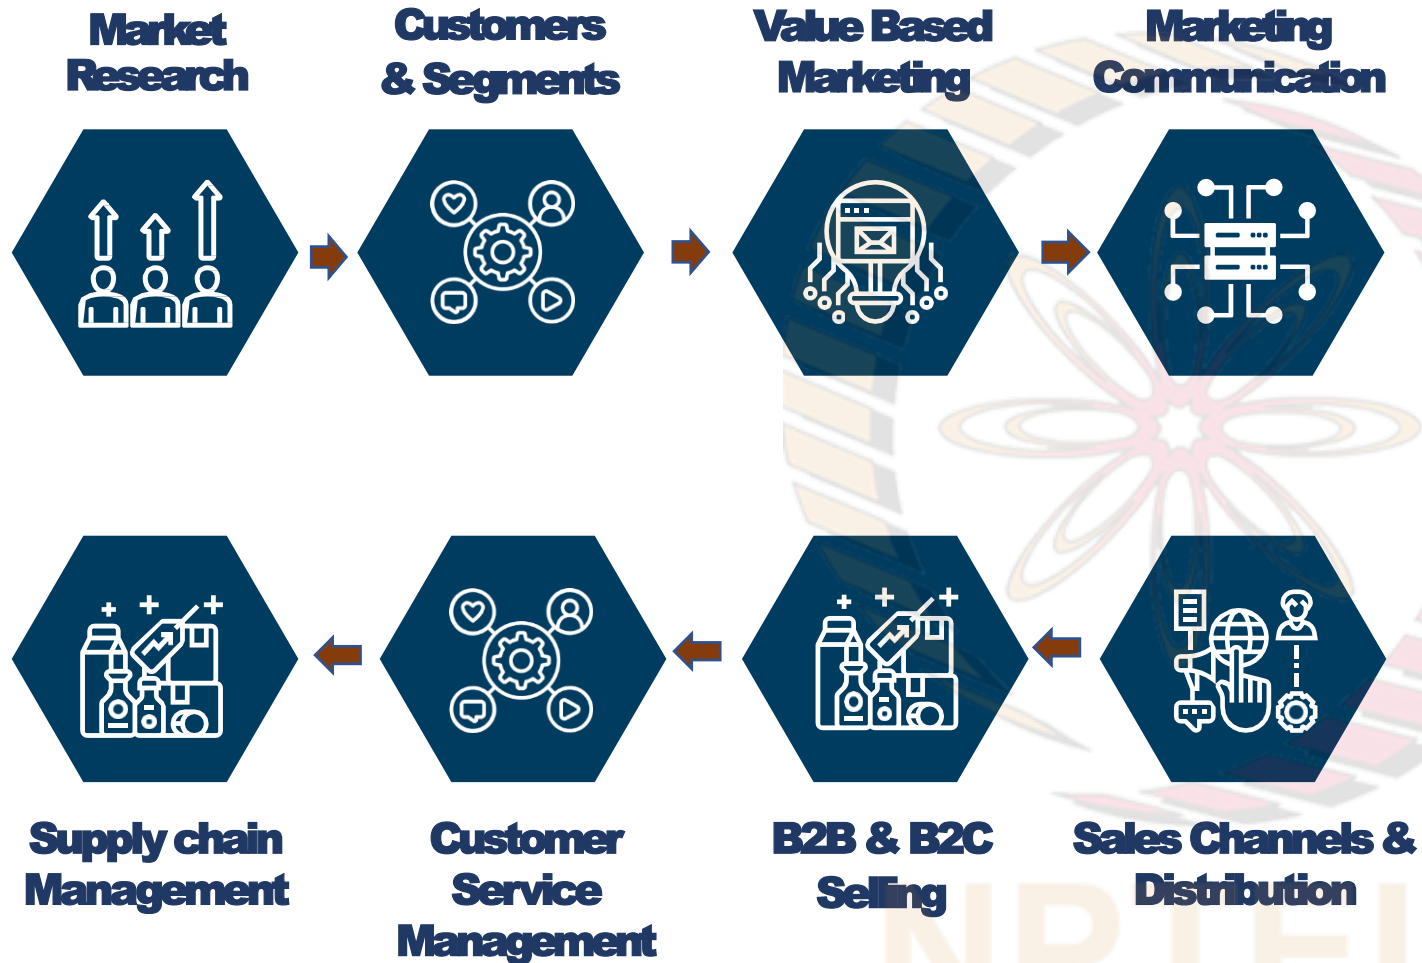 Market
Research
Customers
& Segments
Value Based
Marketing
Marketing
Communication
Supply chain
Management
Customer
Service
Management
B2B & B2C
Selling
Sales Channels &
Distribution
NPTEL